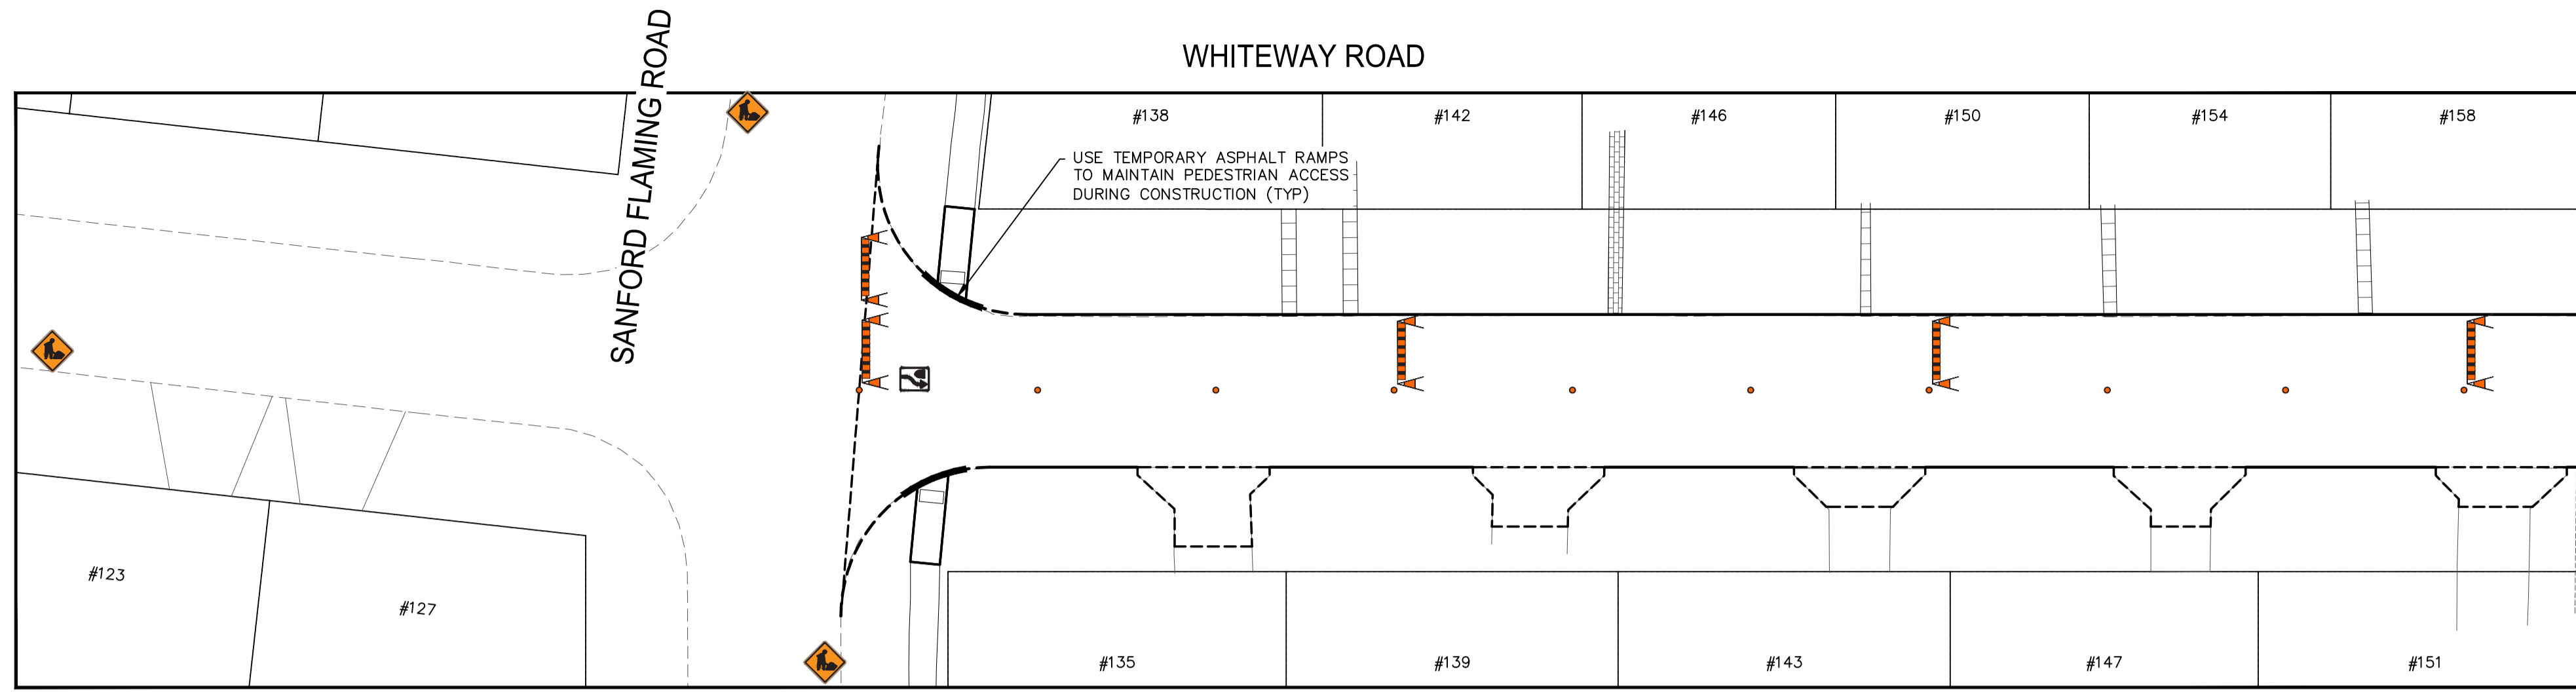 WHITEWAY ROAD
SANFORD FLAMING ROAD
#138
#142
#146
#150
#154
#158
USE TEMPORARY ASPHALT RAMPS
TO MAINTAIN PEDESTRIAN ACCESS
DURING CONSTRUCTION (TYP)
#123
#127
#135
#139
#143
#147
#151